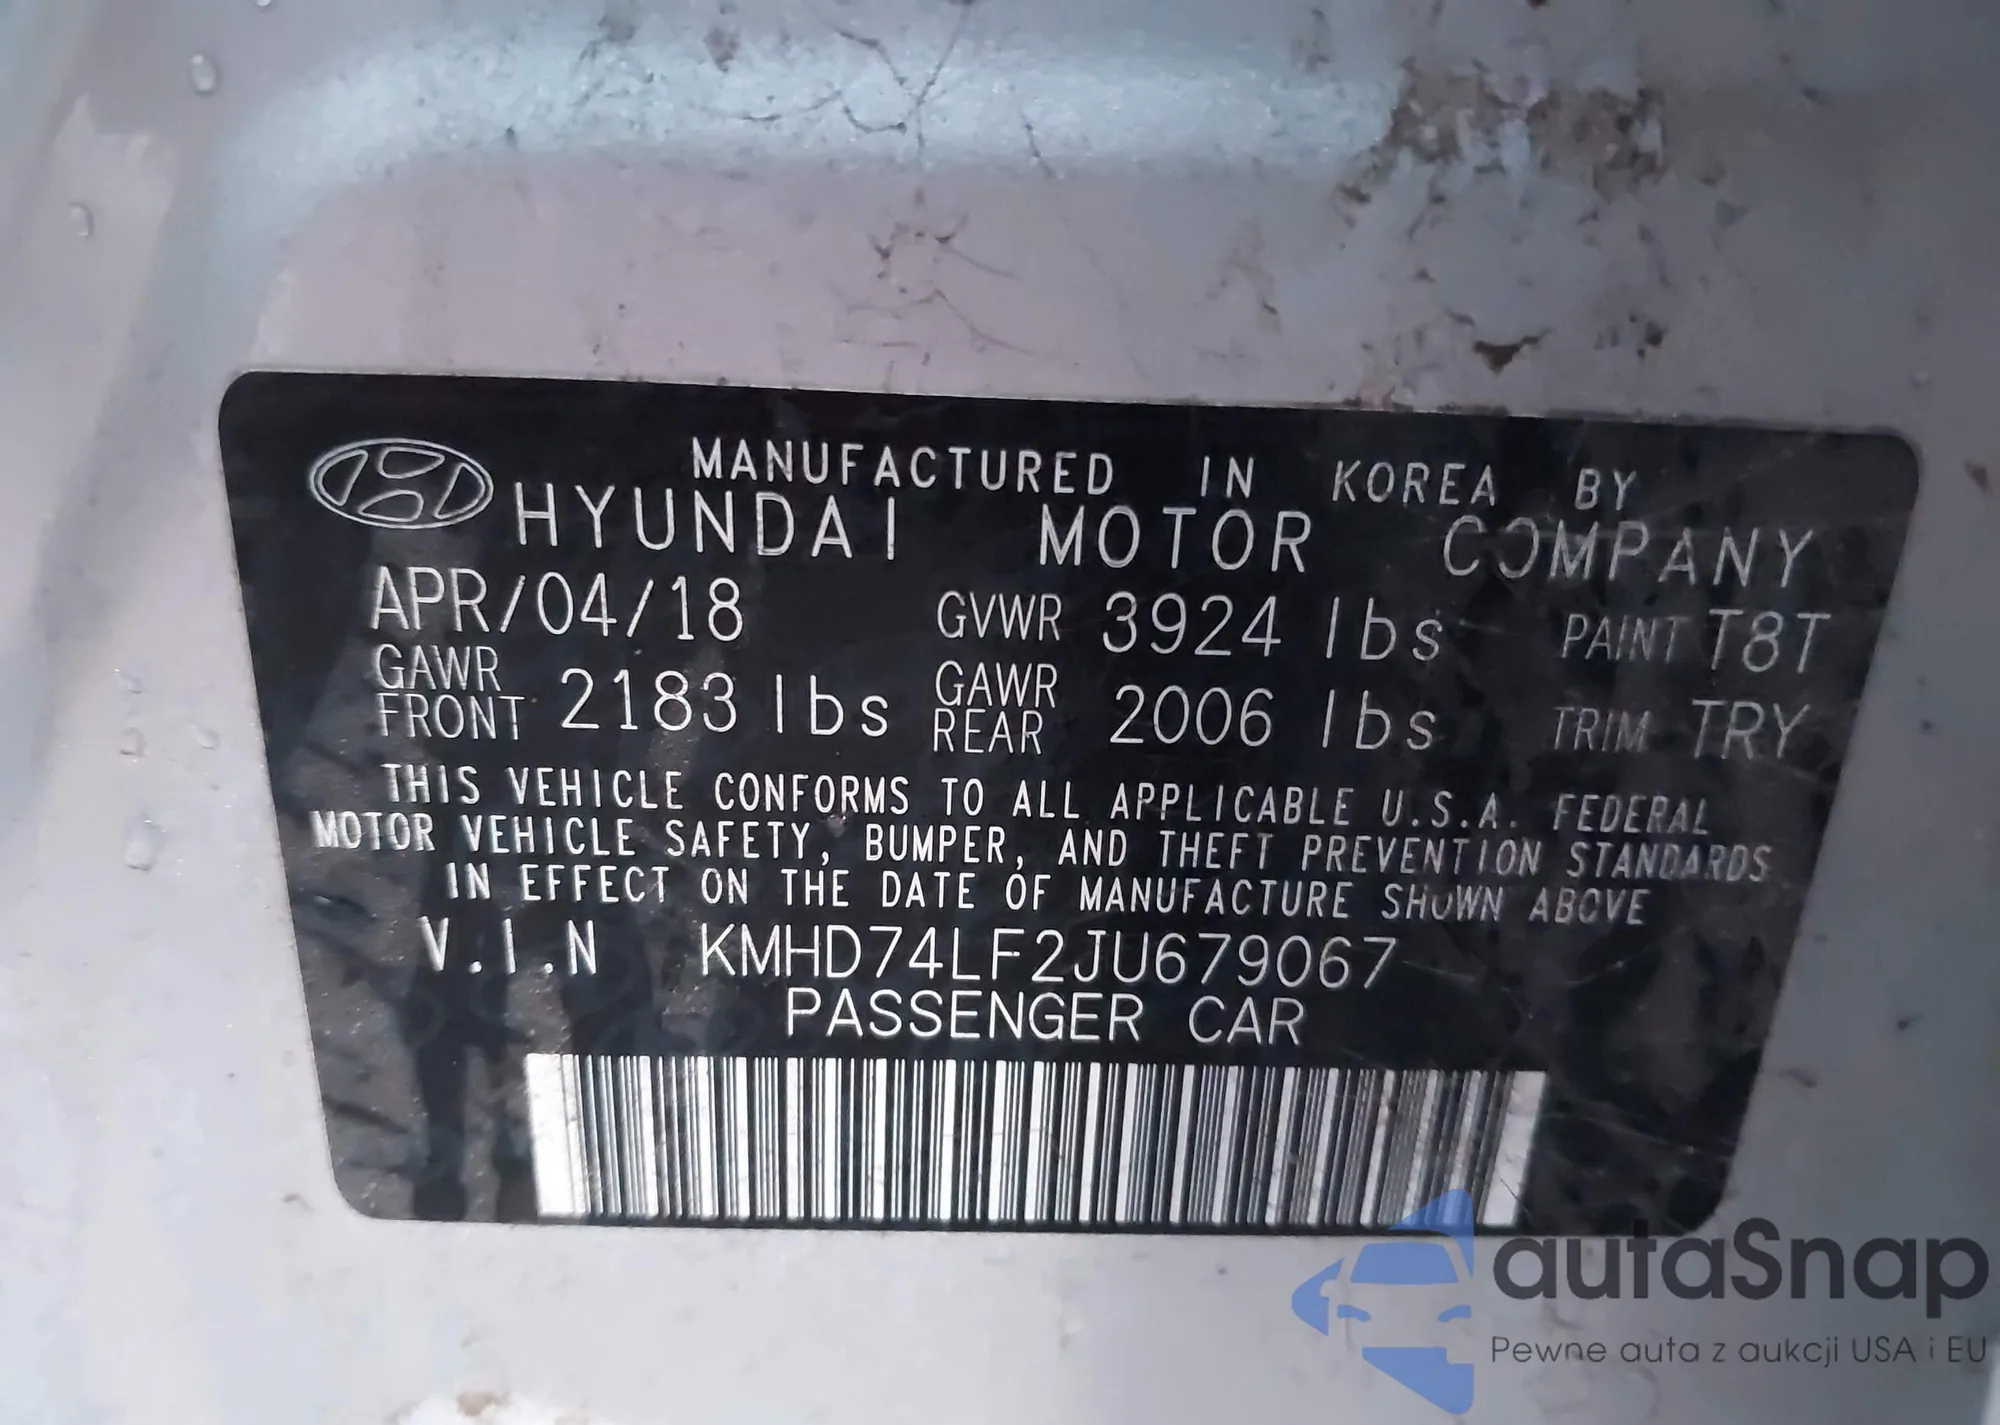 MANUFACTURED IN KOREA BY
HYUNDAI MOTOR COMPANY
APR/04/18 GVWR 3924 lbs PAINT T8T
GAWR FRONT 2183 lbs GAWR REAR 2006 lbs TRIM TRY
THIS VEHICLE CONFORMS TO ALL APPLICABLE U.S.A. FEDERAL
MOTOR VEHICLE SAFETY, BUMPER, AND THEFT PREVENTION STANDARDS
IN EFFECT ON THE DATE OF MANUFACTURE SHOWN ABOVE
V.I.N KMHD74LF2JU679067
PASSENGER CAR
autaSnap
Pewne auta z aukcji USA i EU